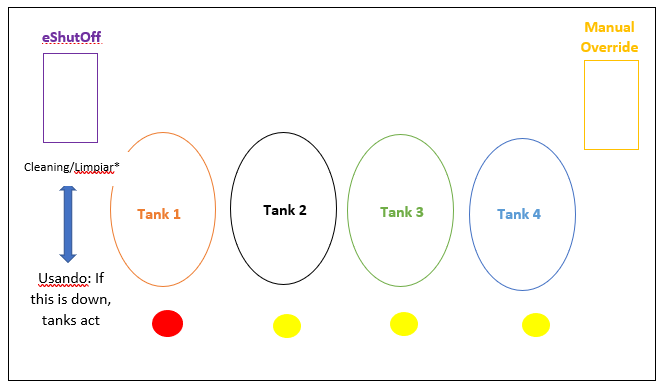 eShutOff
Manual
Override
Cleaning/Limpiar*
Tank 1
Tank 2
Tank 3
Tank 4
Usando: If
this is down,
tanks act